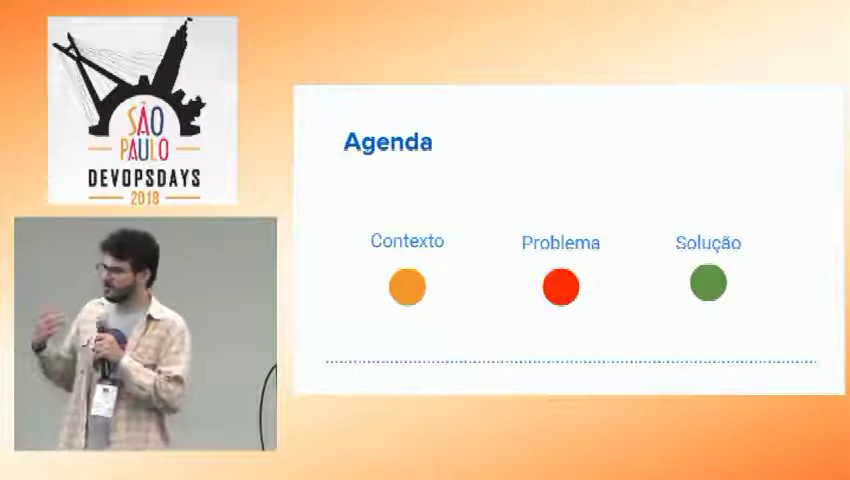 SÃO
PAULO
DEVOPSDAYS
2018
Agenda
Contexto
Problema
Solução